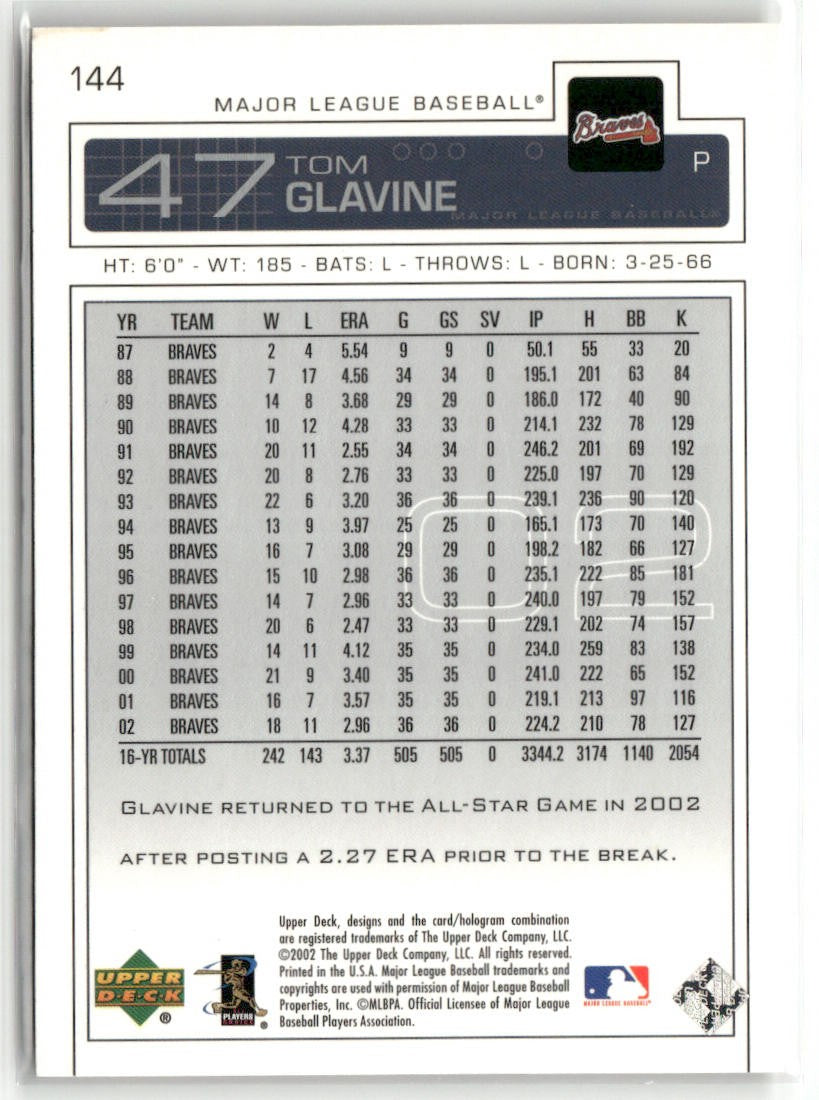 144
MAJOR LEAGUE BASEBALL®
Braves
47 TOM GLAVINE P
MAJOR LEAGUE BASEBALL®
HT: 6'0" - WT: 185 - BATS: L - THROWS: L - BORN: 3-25-66
YR TEAM W L ERA G GS SV IP H BB K
87 BRAVES 2 4 5.54 9 9 0 50.1 55 33 20
88 BRAVES 7 17 4.56 34 34 0 195.1 201 63 84
89 BRAVES 14 8 3.68 29 29 0 186.0 172 40 90
90 BRAVES 10 12 4.28 33 33 0 214.1 232 78 129
91 BRAVES 20 11 2.55 34 34 0 246.2 201 69 192
92 BRAVES 20 8 2.76 33 33 0 225.0 197 70 129
93 BRAVES 22 6 3.20 36 36 0 239.1 236 90 120
94 BRAVES 13 9 3.97 25 25 0 165.1 173 70 140
95 BRAVES 16 7 3.08 29 29 0 198.2 182 66 127
96 BRAVES 15 10 2.98 36 36 0 235.1 222 85 181
97 BRAVES 14 7 2.96 33 33 0 240.0 197 79 152
98 BRAVES 20 6 2.47 33 33 0 229.1 202 74 157
99 BRAVES 14 11 4.12 35 35 0 234.0 259 83 138
00 BRAVES 21 9 3.40 35 35 0 241.0 222 65 152
01 BRAVES 16 7 3.57 35 35 0 219.1 213 97 116
02 BRAVES 18 11 2.96 36 36 0 224.2 210 78 127
16-YR TOTALS 242 143 3.37 505 505 0 3344.2 3174 1140 2054
02
GLAVINE RETURNED TO THE ALL-STAR GAME IN 2002
AFTER POSTING A 2.27 ERA PRIOR TO THE BREAK.
Upper Deck, designs and the card/hologram combination
are registered trademarks of The Upper Deck Company, LLC.
©2002 The Upper Deck Company, LLC. All rights reserved.
Printed in the U.S.A. Major League Baseball trademarks and
copyrights are used with permission of Major League Baseball
Properties, Inc. ©MLBPA. Official Licensee of Major League
Baseball Players Association.
UPPER
DECK
®
PLAYERS
CHOICE
®
MAJOR LEAGUE BASEBALL®